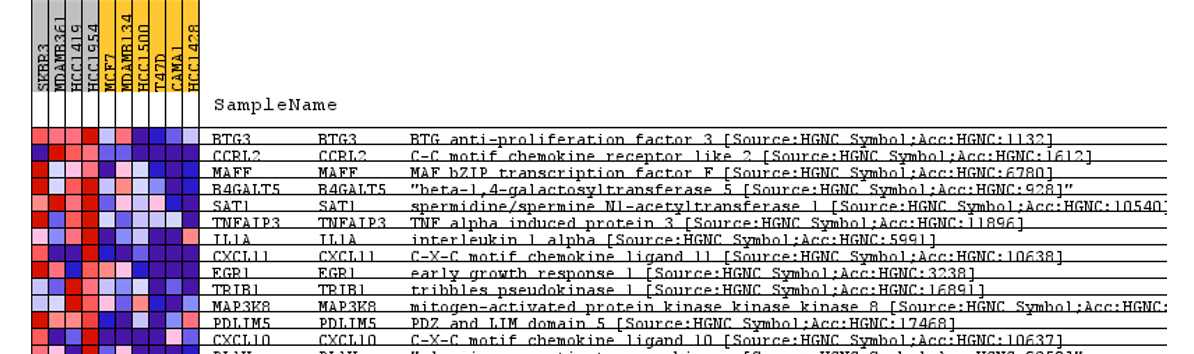 SKBR3
MDAMB361
HCC1419
HCC1954
MCF7
MDAMB134
HCC1500
T47D
CAMA1
HCC1428
SampleName
BTG3 BTG3 BTG anti-proliferation factor 3 [Source:HGNC Symbol;Acc:HGNC:1132]
CCRL2 CCRL2 C-C motif chemokine receptor like 2 [Source:HGNC Symbol;Acc:HGNC:1612]
MAFF MAFF MAF bZIP transcription factor F [Source:HGNC Symbol;Acc:HGNC:6780]
B4GALT5 B4GALT5 "beta-1,4-galactosyltransferase 5 [Source:HGNC Symbol;Acc:HGNC:928]"
SAT1 SAT1 spermidine/spermine N1-acetyltransferase 1 [Source:HGNC Symbol;Acc:HGNC:10540]
TNFAIP3 TNFAIP3 TNF alpha induced protein 3 [Source:HGNC Symbol;Acc:HGNC:11896]
IL1A IL1A interleukin 1 alpha [Source:HGNC Symbol;Acc:HGNC:5991]
CXCL11 CXCL11 C-X-C motif chemokine ligand 11 [Source:HGNC Symbol;Acc:HGNC:10638]
EGR1 EGR1 early growth response 1 [Source:HGNC Symbol;Acc:HGNC:3238]
TRIB1 TRIB1 tribbles pseudokinase 1 [Source:HGNC Symbol;Acc:HGNC:16891]
MAP3K8 MAP3K8 mitogen-activated protein kinase kinase kinase 8 [Source:HGNC Symbol;Acc:HGNC:
PDLIM5 PDLIM5 PDZ and LIM domain 5 [Source:HGNC Symbol;Acc:HGNC:17468]
CXCL10 CXCL10 C-X-C motif chemokine ligand 10 [Source:HGNC Symbol;Acc:HGNC:10637]